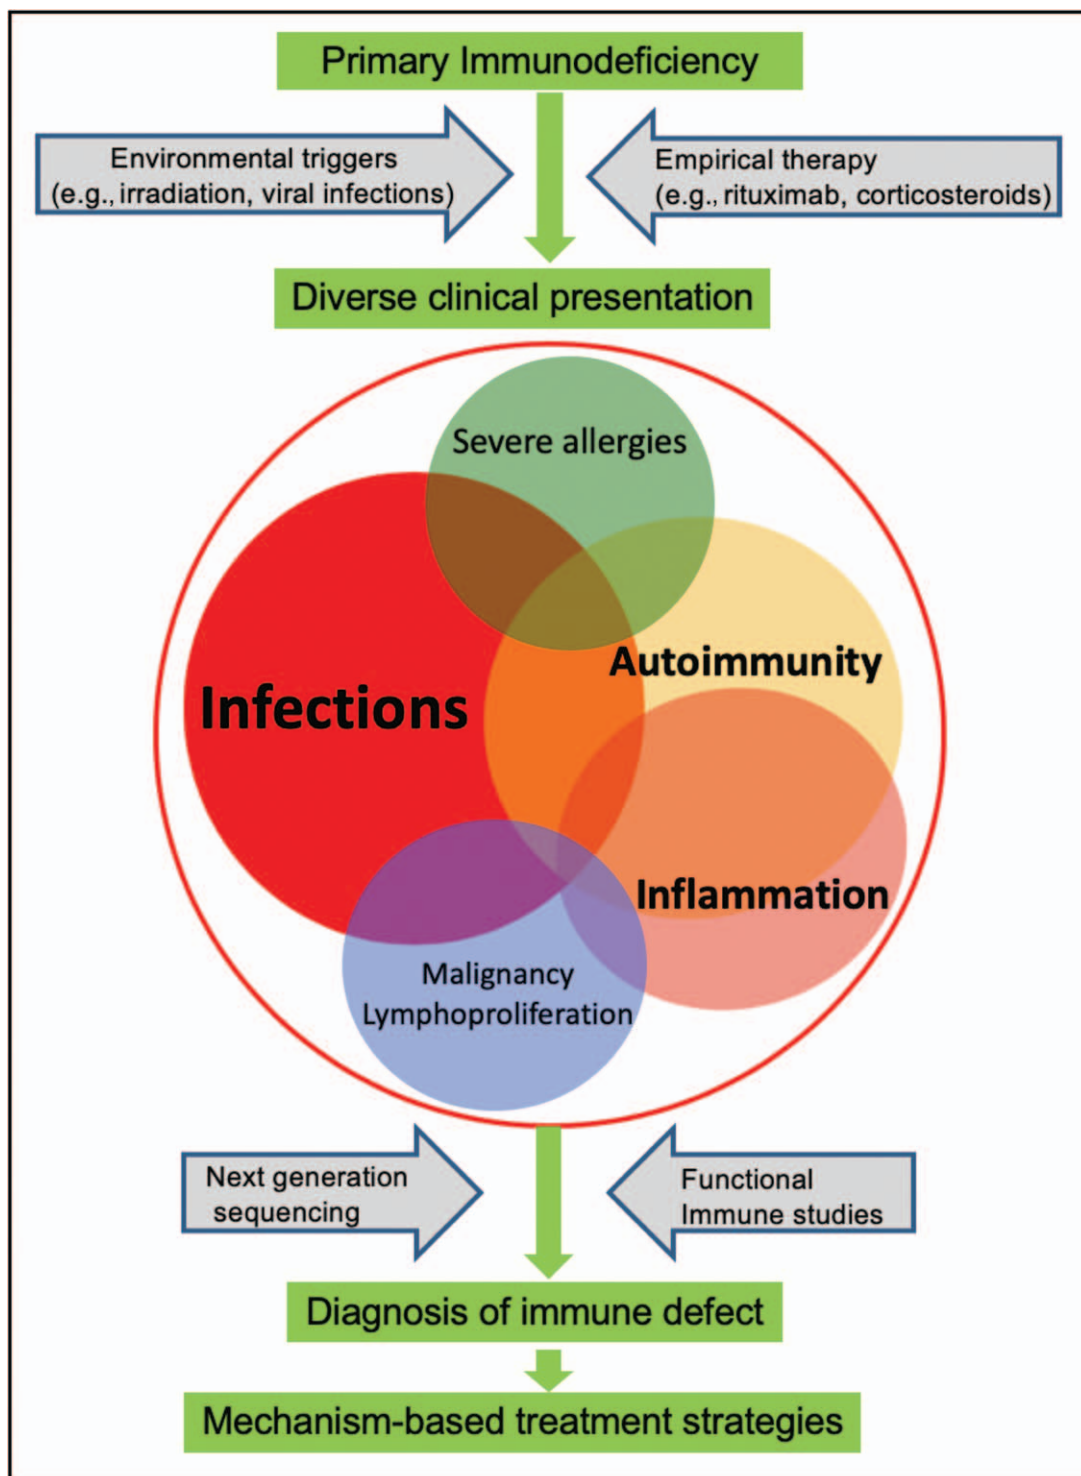 Primary Immunodeficiency
Environmental triggers
(e.g., irradiation, viral infections)
Empirical therapy
(e.g., rituximab, corticosteroids)
Diverse clinical presentation
Severe allergies
Autoimmunity
Infections
Inflammation
Malignancy
Lymphoproliferation
Next generation
sequencing
Functional
Immune studies
Diagnosis of immune defect
Mechanism-based treatment strategies